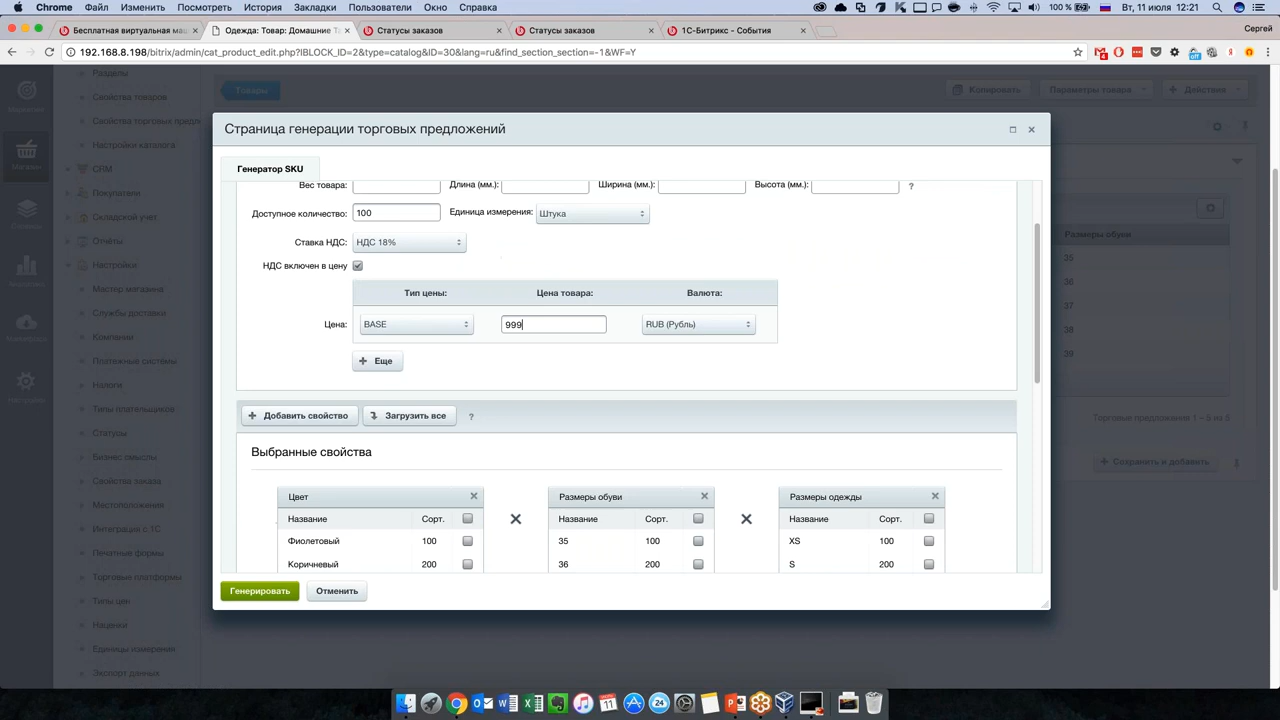 Chrome Файл Изменить Посмотреть История Закладки Пользователи Окно Справка 100 % Вт, 11 июля 12:21
Бесплатная виртуальная маш Одежда: Товар: Домашние Та Статусы заказов Статусы заказов 1С-Битрикс - События Сергей
192.168.8.198/bitrix/admin/cat_product_edit.php?IBLOCK_ID=2&type=catalog&ID=30&lang=ru&find_section_section=-1&WF=Y
Разделы
Товары
Копировать
Параметры товара
Действия
Свойства товаров
Свойства торговых предл
Настройки каталога
CRM
Покупатели
Складской учет
Отчёты
Настройки
Мастер магазина
Службы доставки
Компании
Платежные системы
Налоги
Типы плательщиков
Статусы
Бизнес смыслы
Свойства заказа
Местоположения
Интеграция с 1С
Печатные формы
Торговые платформы
Типы цен
Наценки
Единицы измерений
Экспорт данных
Магазин
Страница генерации торговых предложений
Генератор SKU
Вес товара: Длина (мм.): Ширина (мм.): Высота (мм.): ?
Доступное количество: 100 Единица измерения: Штука
Ставка НДС: НДС 18%
НДС включен в цену
Тип цены: Цена товара: Валюта:
Цена: BASE 999 RUB (Рубль)
Еще
Добавить свойство Загрузить все ?
Выбранные свойства
Цвет Размеры обуви Размеры одежды
Название Сорт. Название Сорт. Название Сорт.
Фиолетовый 100 35 100 XS 100
Коричневый 200 36 200 S 200
Генерировать Отменить
Размеры обуви
35
36
37
38
39
Торговые предложения 1 – 5 из 5
Сохранить и добавить